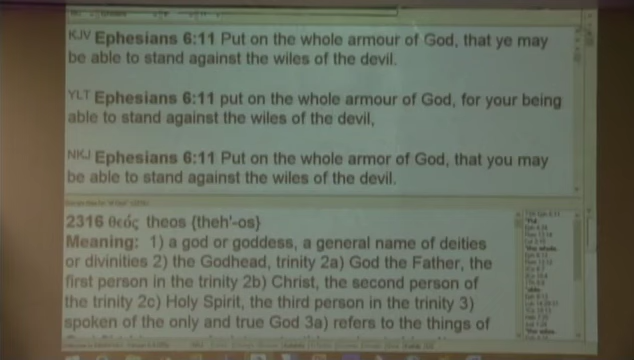 KJV Ephesians 6:11 Put on the whole armour of God, that ye may
be able to stand against the wiles of the devil.
YLT Ephesians 6:11 put on the whole armour of God, for your being
able to stand against the wiles of the devil,
NKJ Ephesians 6:11 Put on the whole armor of God, that you may
be able to stand against the wiles of the devil.
2316 θεός theos {theh'-os}
Meaning: 1) a god or goddess, a general name of deities
or divinities 2) the Godhead, trinity 2a) God the Father, the
first person in the trinity 2b) Christ, the second person of
the trinity 2c) Holy Spirit, the third person in the trinity 3)
spoken of the only and true God 3a) refers to the things of